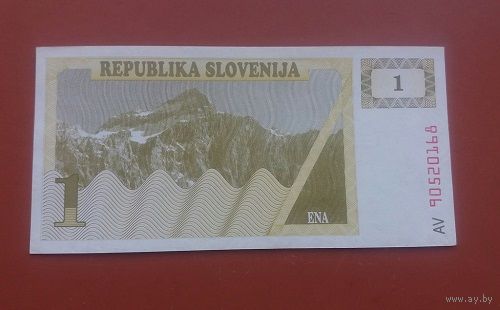 REPUBLIKA SLOVENIJA
1
1
ENA
AV 90520168
www.ay.by